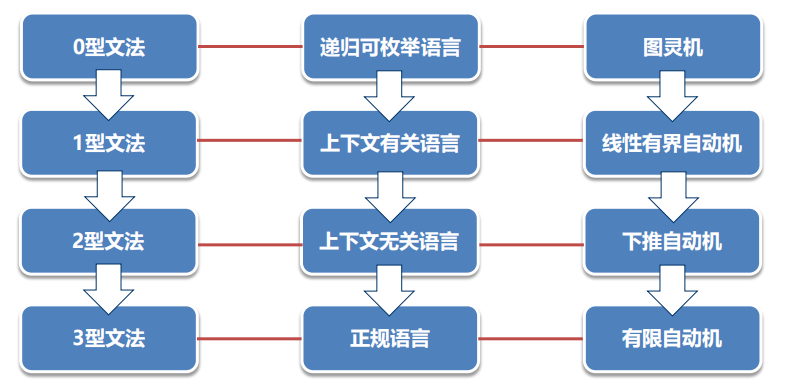 0型文法
递归可枚举语言
图灵机
1型文法
上下文有关语言
线性有界自动机
2型文法
上下文无关语言
下推自动机
3型文法
正规语言
有限自动机